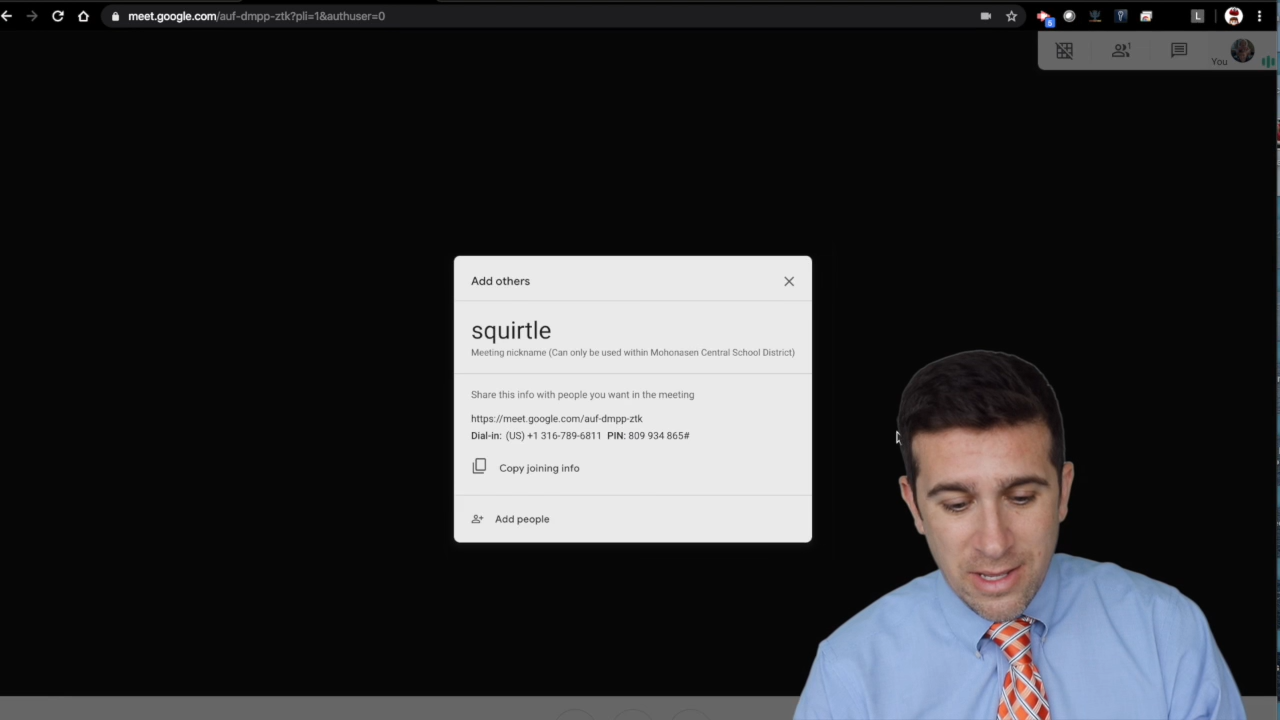 meet.google.com/auf-dmpp-ztk?pli=1&authuser=0
5
L
1
You
Add others
squirtle
Meeting nickname (Can only be used within Mohonasen Central School District)
Share this info with people you want in the meeting
https://meet.google.com/auf-dmpp-ztk
Dial-in: (US) +1 316-789-6811 PIN: 809 934 865#
Copy joining info
Add people